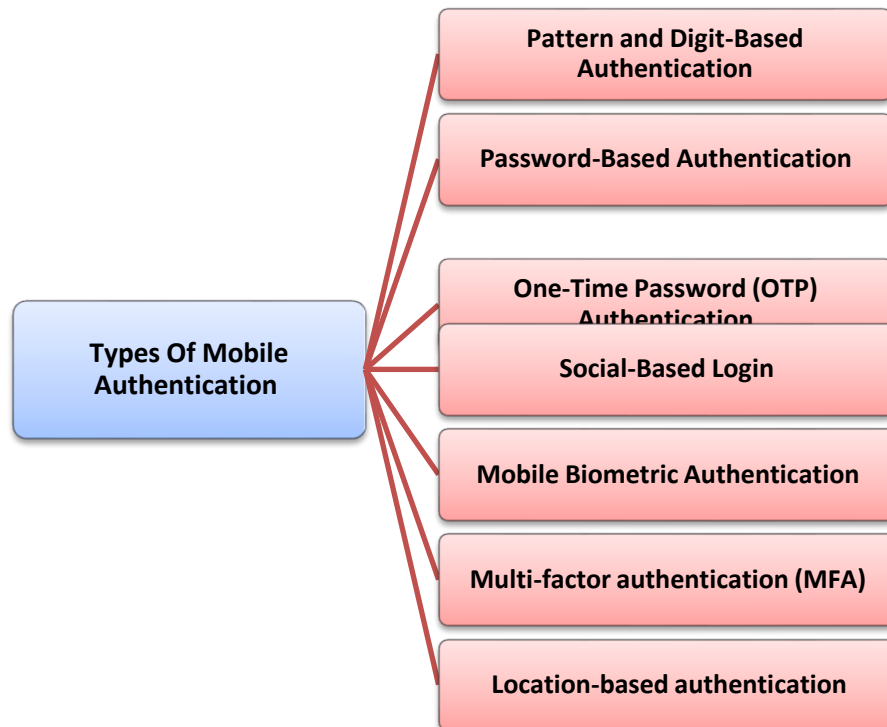 Pattern and Digit-Based
Authentication
Password-Based Authentication
One-Time Password (OTP)
Authentication
Types Of Mobile
Authentication
Social-Based Login
Mobile Biometric Authentication
Multi-factor authentication (MFA)
Location-based authentication